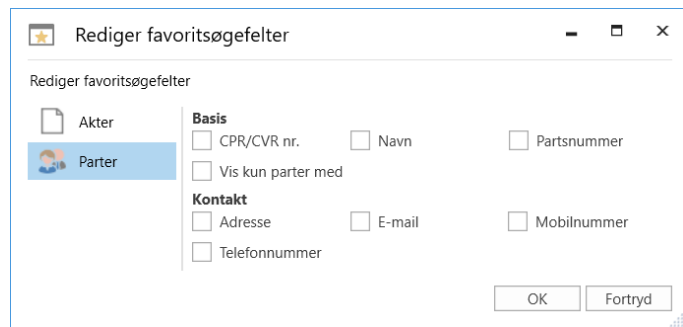 Rediger favoritsøgefelter
Rediger favoritsøgefelter
Akter
Parter
Basis
CPR/CVR nr. Navn Partsnummer
Vis kun parter med
Kontakt
Adresse E-mail Mobilnummer
Telefonnummer
OK Fortryd